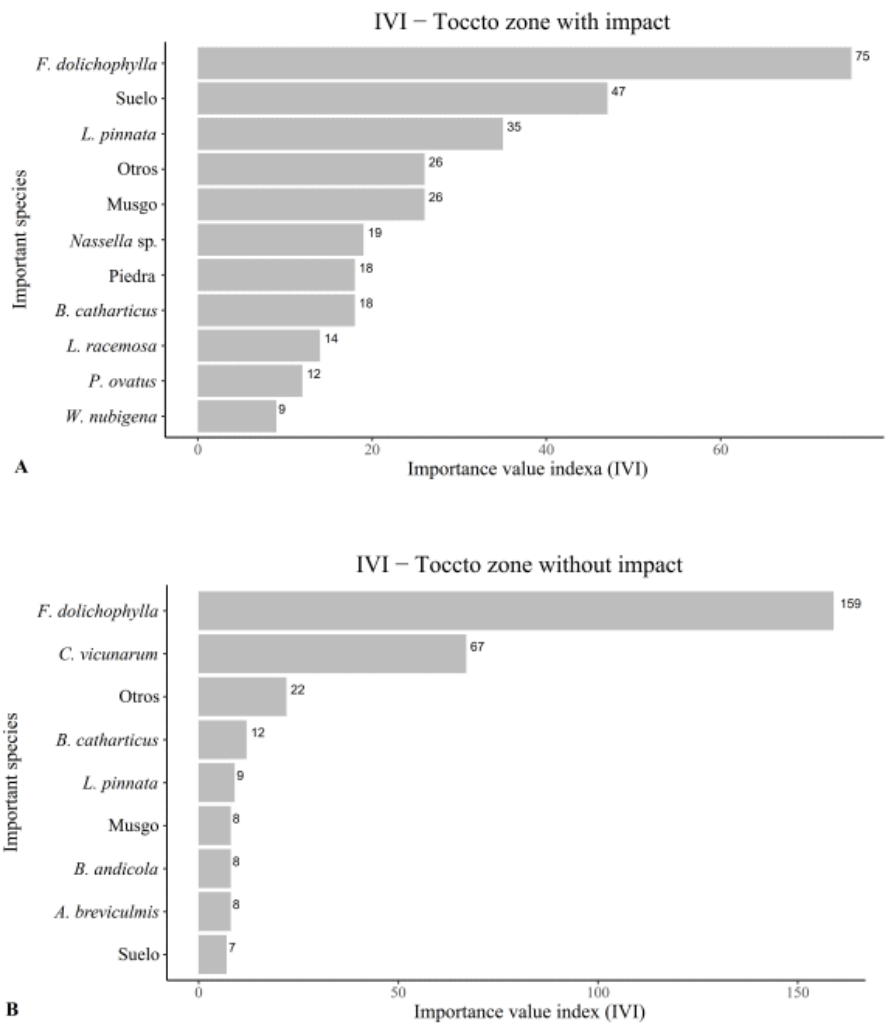 IVI − Toccto zone with impact
Important species
F. dolichophylla 75
Suelo 47
L. pinnata 35
Otros 26
Musgo 26
Nassella sp. 19
Piedra 18
B. catharticus 18
L. racemosa 14
P. ovatus 12
W. nubigena 9
0 20 40 60
Importance value indexa (IVI)
A
IVI − Toccto zone without impact
Important species
F. dolichophylla 159
C. vicunarum 67
Otros 22
B. catharticus 12
L. pinnata 9
Musgo 8
B. andicola 8
A. breviculmis 8
Suelo 7
0 50 100 150
Importance value index (IVI)
B